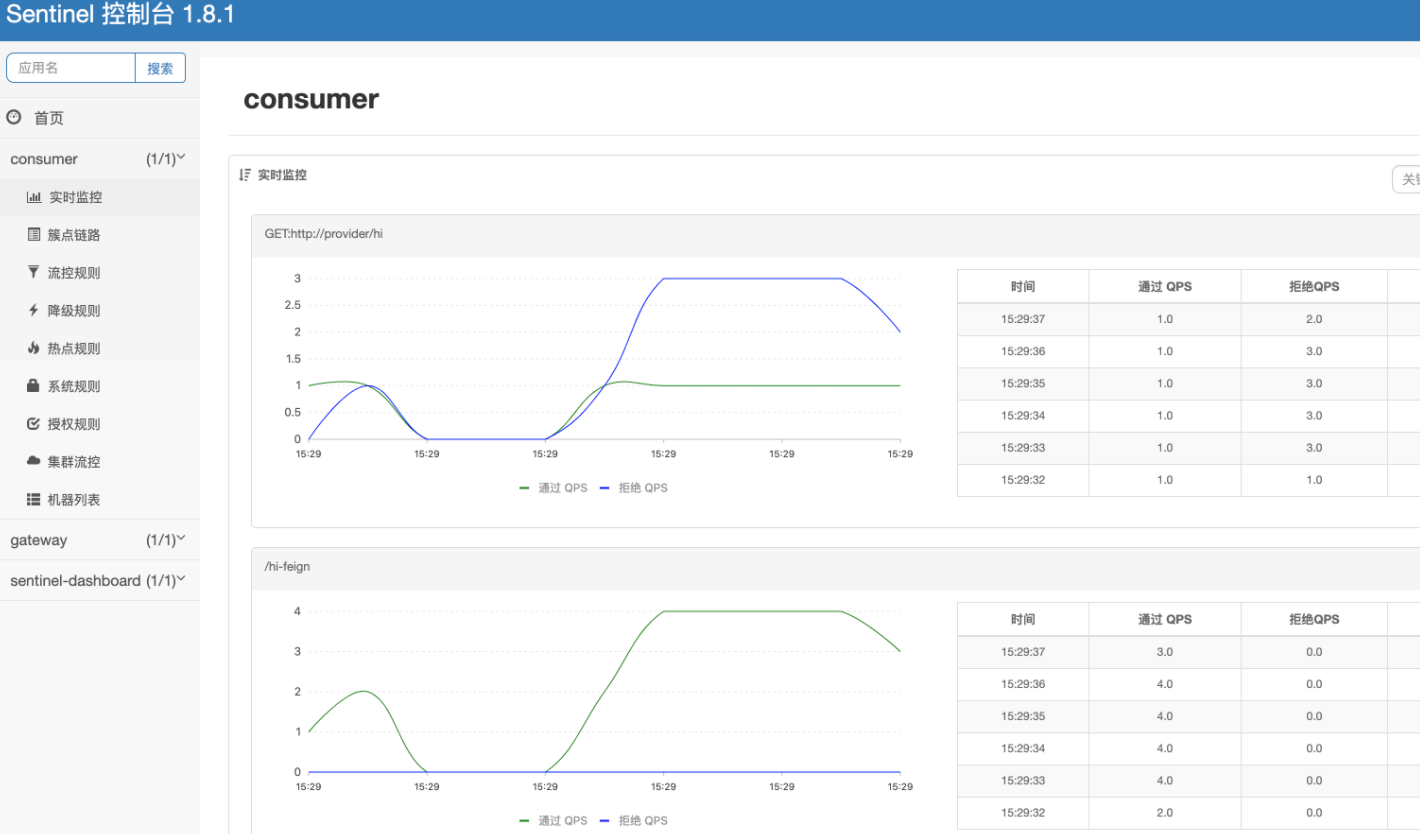 Sentinel 控制台 1.8.1
应用名 搜索
首页
consumer (1/1)
实时监控
簇点链路
流控规则
降级规则
热点规则
系统规则
授权规则
集群流控
机器列表
gateway (1/1)
sentinel-dashboard (1/1)
consumer
实时监控
关键
GET:http://provider/hi
3
2.5
2
1.5
1
0.5
0
15:29 15:29 15:29 15:29 15:29 15:29
通过 QPS 拒绝 QPS
时间 通过 QPS 拒绝QPS
15:29:37 1.0 2.0
15:29:36 1.0 3.0
15:29:35 1.0 3.0
15:29:34 1.0 3.0
15:29:33 1.0 3.0
15:29:32 1.0 1.0
/hi-feign
4
3
2
1
0
15:29 15:29 15:29 15:29 15:29 15:29
通过 QPS 拒绝 QPS
时间 通过 QPS 拒绝QPS
15:29:37 3.0 0.0
15:29:36 4.0 0.0
15:29:35 4.0 0.0
15:29:34 4.0 0.0
15:29:33 4.0 0.0
15:29:32 2.0 0.0